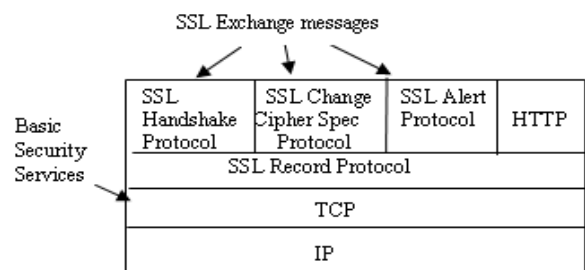 SSL Exchange messages
SSL
Handshake
Protocol
SSL Change
Cipher Spec
Protocol
SSL Alert
Protocol
HTTP
Basic
Security
Services
SSL Record Protocol
TCP
IP